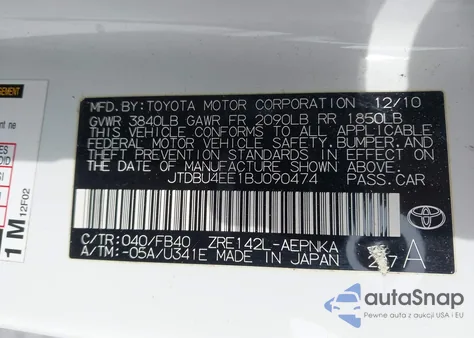 MFD.BY:TOYOTA MOTOR CORPORATION 12/10
GVWR 3840LB GAWR FR 2090LB RR 1850LB
THIS VEHICLE CONFORMS TO ALL APPLICABLE
FEDERAL MOTOR VEHICLE SAFETY, BUMPER, AND
THEFT PREVENTION STANDARDS IN EFFECT ON
THE DATE OF MANUFACTURE SHOWN ABOVE.
JTDBU4EE1BJ090474 PASS.CAR
C/TR:040/FB40 ZRE142L-AEPNKA
A/TM:-05A/U341E MADE IN JAPAN A
TOYOTA
1M
12F02
autoSnap
Pewne auta z USA i EU